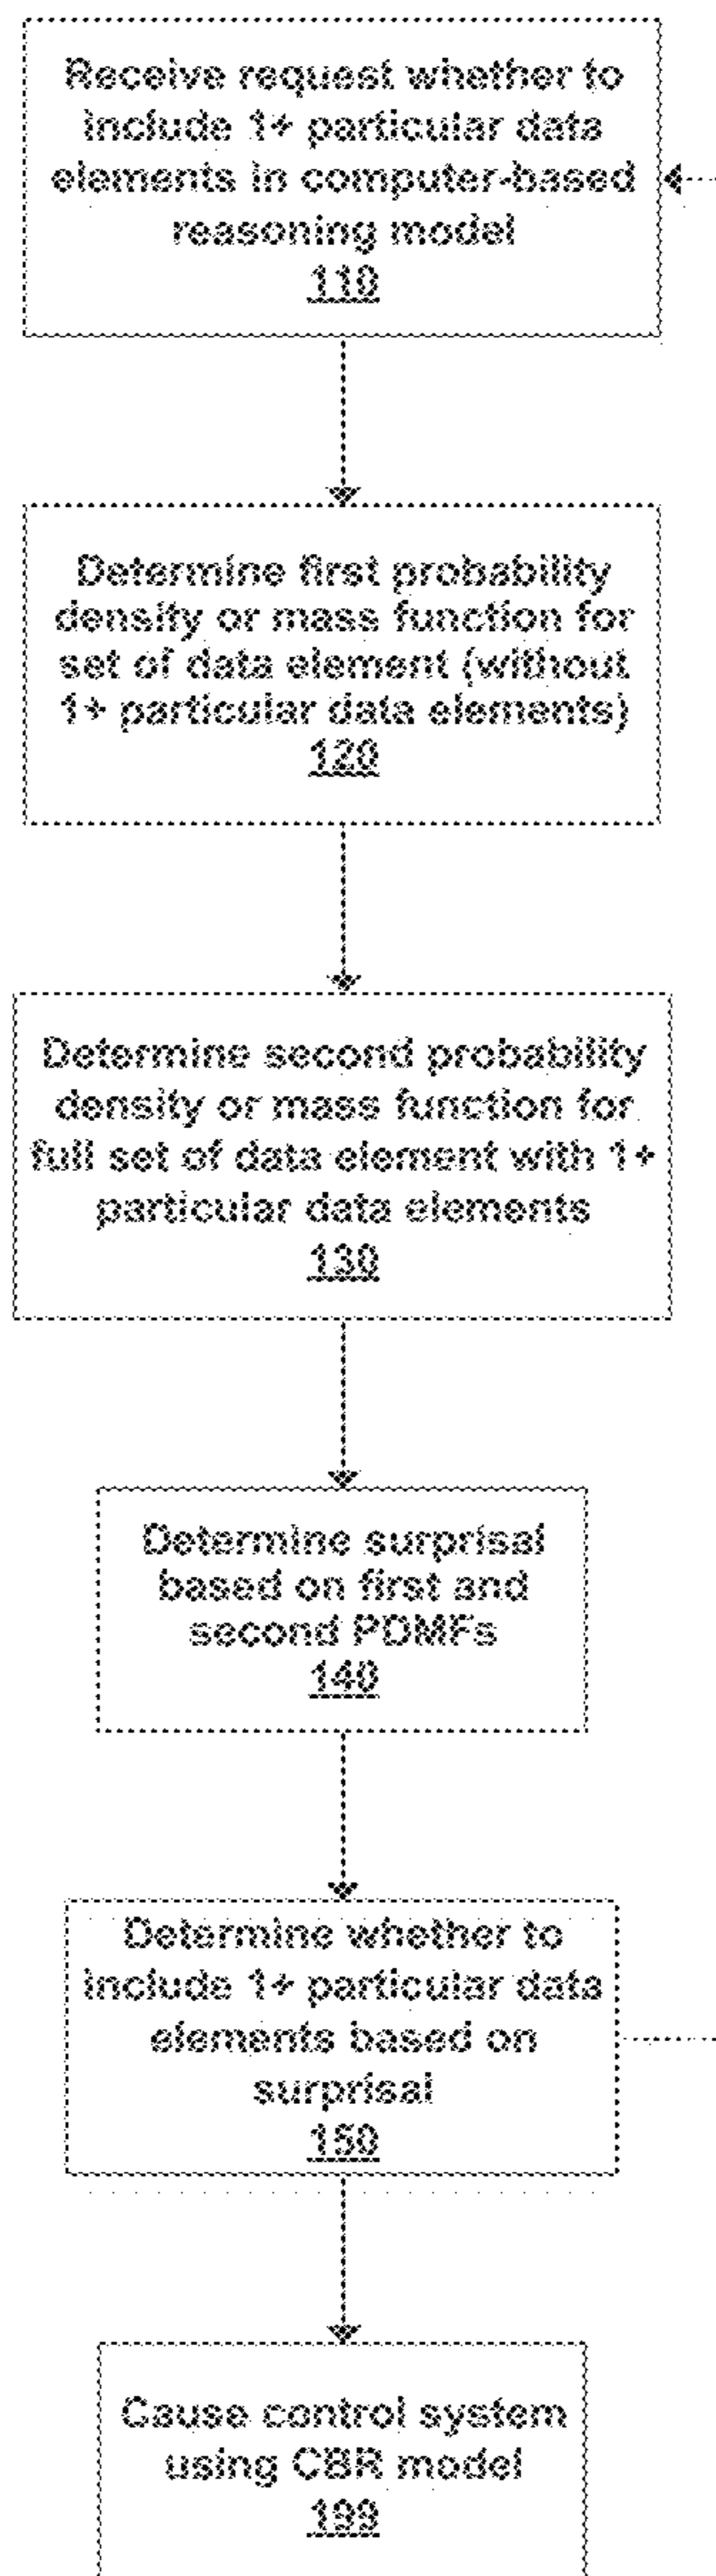 Receive request whether to
include 1+ particular data
elements in computer-based
reasoning model
110
Determine first probability
density or mass function for
set of data element (without
1+ particular data elements)
120
Determine second probability
density or mass function for
full set of data element with 1+
particular data elements
130
Determine surprisal
based on first and
second PDMFs
140
Determine whether to
include 1+ particular data
elements based on
surprisal
150
Cause control system
using CBR model
199